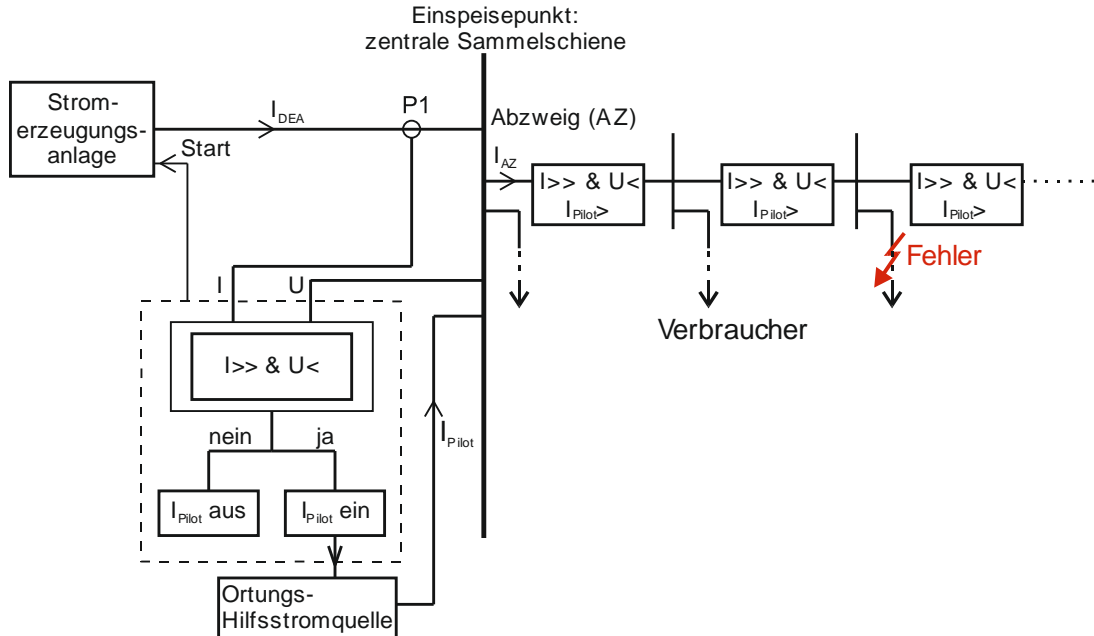 Einspeisepunkt:
zentrale Sammelschiene
Strom-
erzeugungs-
anlage
I_DEA
P1
Abzweig (AZ)
Start
I_AZ
I>> & U<
I_Pilot>
I>> & U<
I_Pilot>
I>> & U<
I_Pilot>
Fehler
I
U
Verbraucher
I>> & U<
nein
ja
I_Pilot
I_Pilot aus
I_Pilot ein
Ortungs-
Hilfsstromquelle